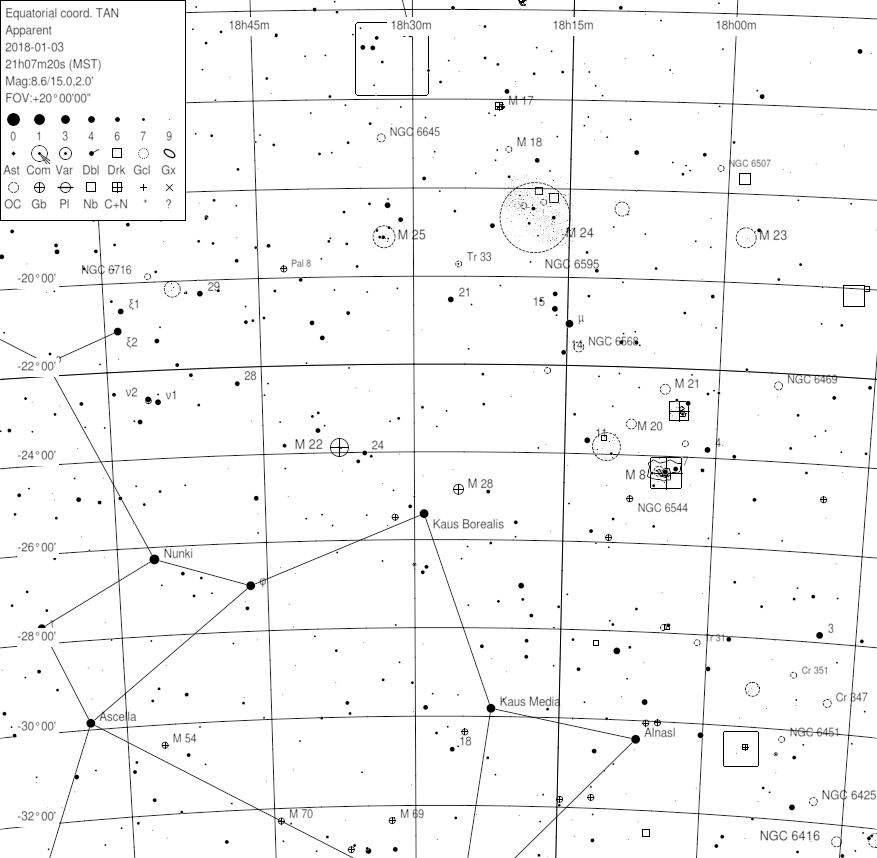 Equatorial coord. TAN
Apparent
2018-01-03
21h07m20s (MST)
Mag:8.6/15.0,2.0'
FOV:+20°00'00"
0 1 3 4 6 7 9
Ast Com Var Dbl Drk Gcl Gx
OC Gb Pl Nb C+N * ?
18h45m 18h30m 18h15m 18h00m
M 17
NGC 6645
M 18
NGC 6507
M 25
M 24
M 23
Tr 33
NGC 6595
Pal 8
NGC 6716
-20°00'
29
21
15
ξ1
μ
ξ2
14
NGC 6568
-22°00'
28
M 21
NGC 6469
ν2
ν1
M 20
11
M 22
24
4
-24°00'
7
M 8
M 28
NGC 6544
Kaus Borealis
-26°00'
Nunki
φ
τ
-28°00'
Tr 31
3
Cr 351
Cr 347
Kaus Media
Ascella
-30°00'
M 54
18
Alnasl
NGC 6451
NGC 6425
-32°00'
M 70
M 69
NGC 6416